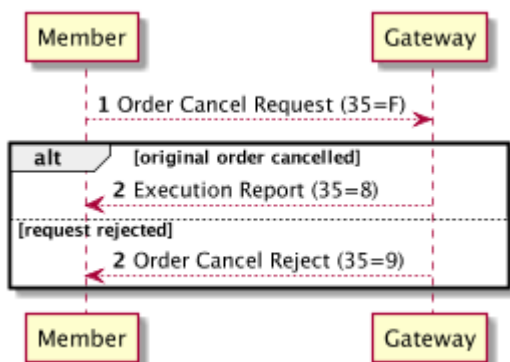 Member Gateway
1 Order Cancel Request (35=F)
alt [original order cancelled]
2 Execution Report (35=8)
[request rejected]
2 Order Cancel Reject (35=9)
Member Gateway